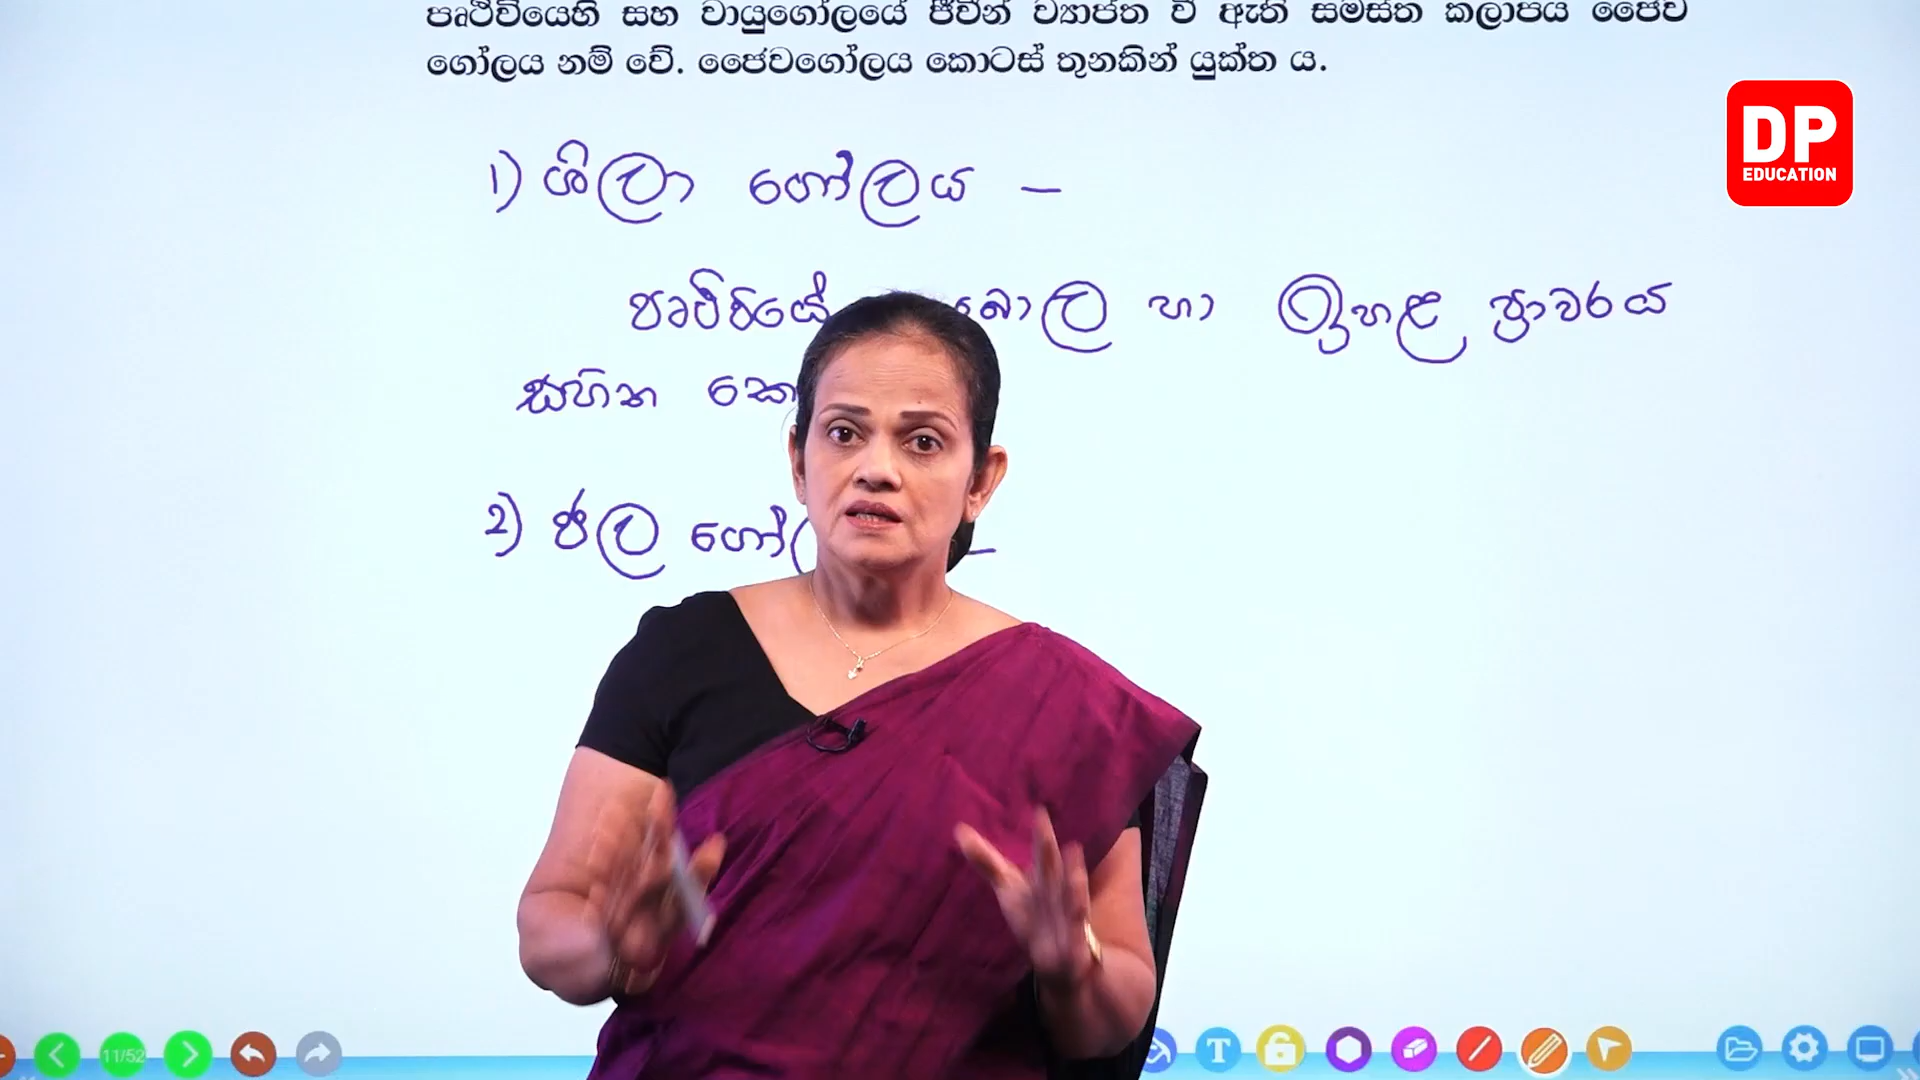 පෘථිවියෙහි සහ වායුගෝලයේ ජීවීන් ව්‍යාප්ත වී ඇති සමස්ත කලාපය ජෛව
ගෝලය නම් වේ. ජෛවගෝලය කොටස් තුනකින් යුක්ත ය.
DP
EDUCATION
1) ශිලා ගෝලය –
පෘථිවියේ හා ඉහළ ප්‍රාවරය
සහිත
2) ජල –
11/52
T